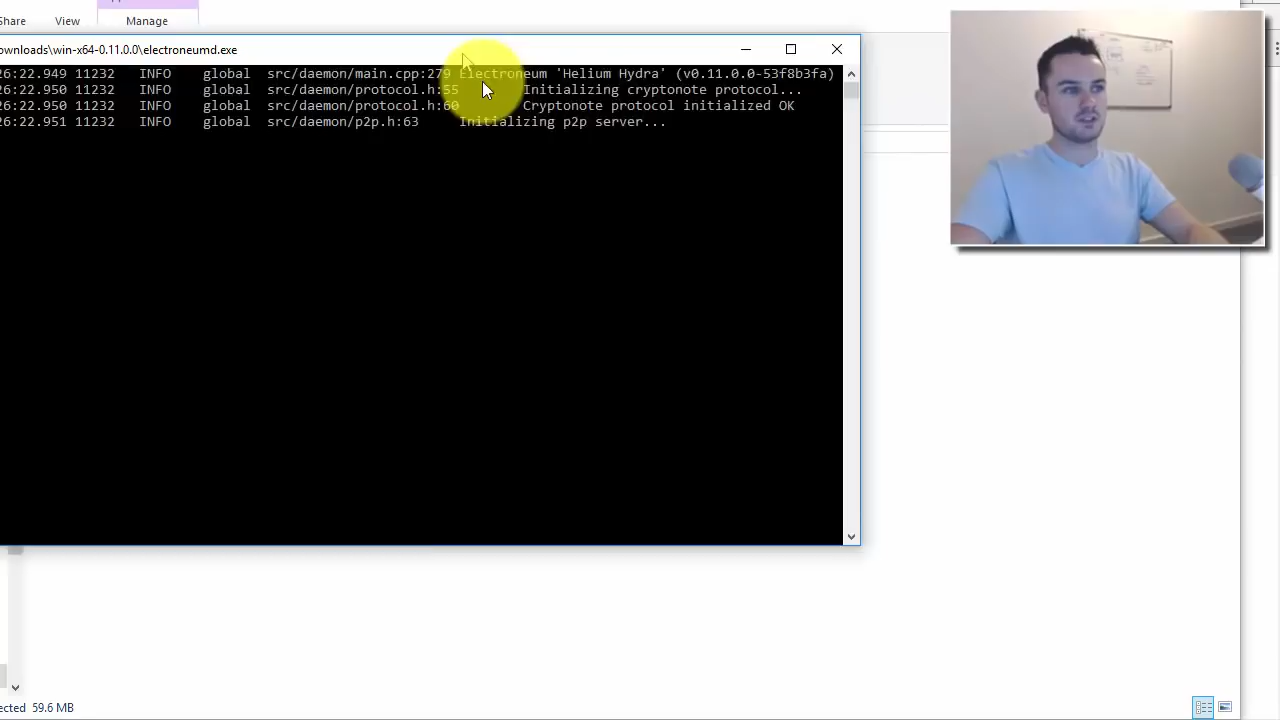 Share View Manage
ownloads\win-x64-0.11.0.0\electroneumd.exe
26:22.949 11232 INFO global src/daemon/main.cpp:279 Electroneum 'Helium Hydra' (v0.11.0.0-53f8b3fa)
26:22.950 11232 INFO global src/daemon/protocol.h:55 Initializing cryptonote protocol...
26:22.950 11232 INFO global src/daemon/protocol.h:60 Cryptonote protocol initialized OK
26:22.951 11232 INFO global src/daemon/p2p.h:63 Initializing p2p server...
ected 59.6 MB